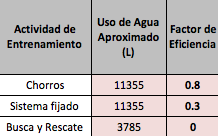 Actividad de Entrenamiento	Uso de Agua Aproximado (L)	Factor de Eficiencia
Chorros	11355	0.8
Sistema fijado	11355	0.3
Busca y Rescate	3785	0